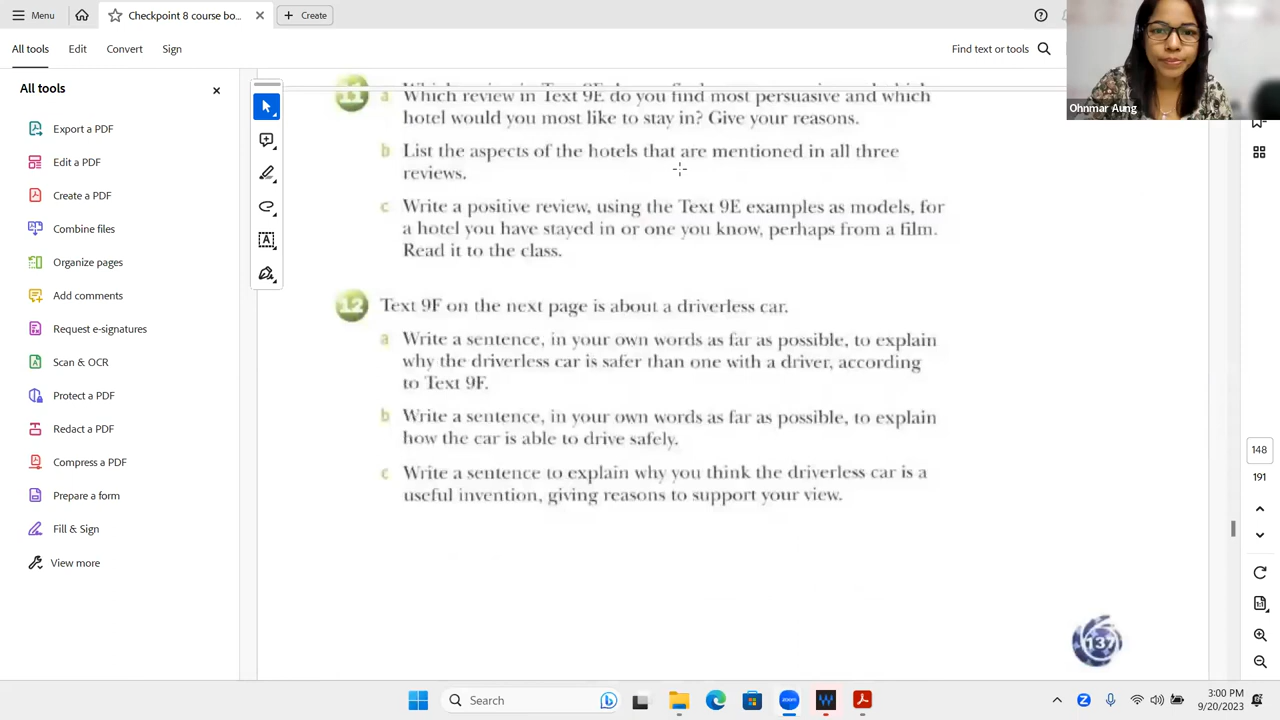 Menu
Checkpoint 8 course bo...
Create
All tools
Edit
Convert
Sign
Find text or tools
All tools
Export a PDF
Edit a PDF
Create a PDF
Combine files
Organize pages
Add comments
Request e-signatures
Scan & OCR
Protect a PDF
Redact a PDF
Compress a PDF
Prepare a form
Fill & Sign
View more
Ohnmar Aung
11 a Which review in Text 9E do you find most persuasive and which
hotel would you most like to stay in? Give your reasons.
b List the aspects of the hotels that are mentioned in all three
reviews.
c Write a positive review, using the Text 9E examples as models, for
a hotel you have stayed in or one you know, perhaps from a film.
Read it to the class.
12 Text 9F on the next page is about a driverless car.
a Write a sentence, in your own words as far as possible, to explain
why the driverless car is safer than one with a driver, according
to Text 9F.
b Write a sentence, in your own words as far as possible, to explain
how the car is able to drive safely.
c Write a sentence to explain why you think the driverless car is a
useful invention, giving reasons to support your view.
137
148
191
Search
3:00 PM
9/20/2023